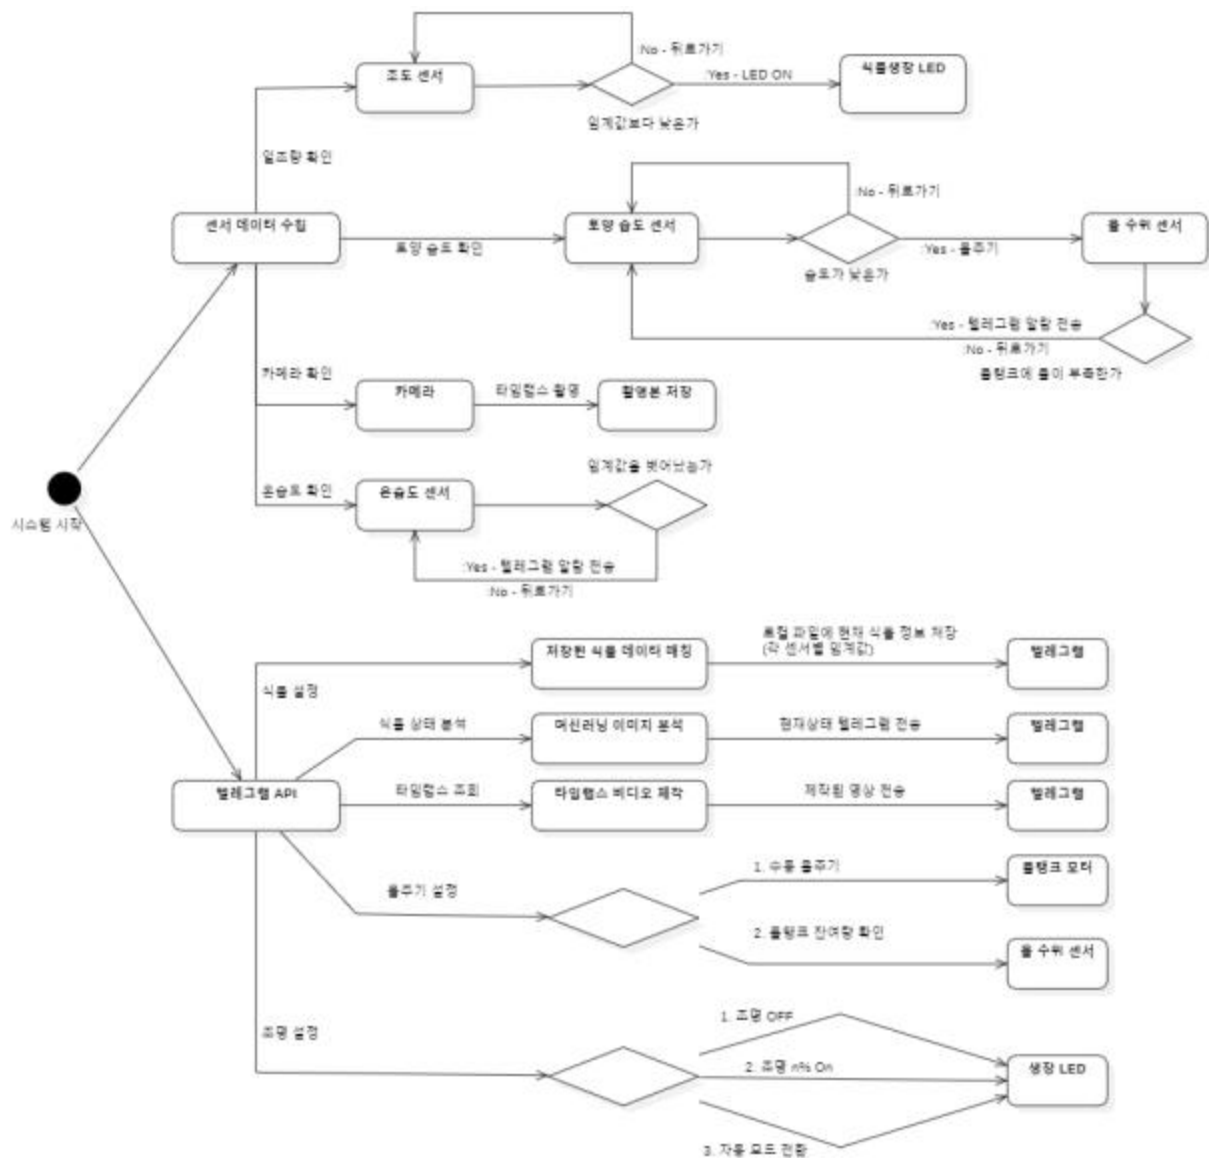 :No - 뒤로가기
조도 센서
:Yes - LED ON
식물생장 LED
임계값보다 낮은가
일조량 확인
:No - 뒤로가기
센서 데이터 수집
토양 습도 센서
물 수위 센서
토양 습도 확인
:Yes - 물주기
습도가 낮은가
:Yes - 텔레그램 알람 전송
:No - 뒤로가기
물탱크에 물이 부족한가
카메라 확인
카메라
타임랩스 촬영
촬영본 저장
임계값을 벗어났는가
온습도 확인
온습도 센서
시스템 시작
:Yes - 텔레그램 알람 전송
:No - 뒤로가기
로컬 파일에 현재 식물 정보 저장
(각 센서별 임계값)
저장된 식물 데이터 매칭
텔레그램
식물 설정
식물 상태 분석
머신러닝 이미지 분석
현재상태 텔레그램 전송
텔레그램
텔레그램 API
타임랩스 조회
타임랩스 비디오 제작
제작된 영상 전송
텔레그램
물주기 설정
1. 수동 물주기
물탱크 모터
2. 물탱크 잔여량 확인
물 수위 센서
조명 설정
1. 조명 OFF
2. 조명 n% On
생장 LED
3. 자동 모드 전환